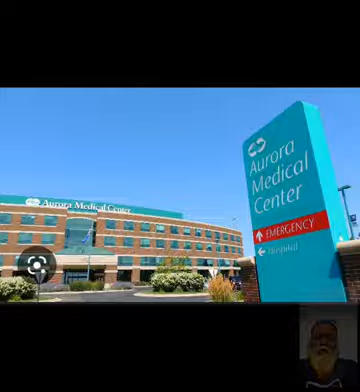 Aurora Medical Center
Aurora
Medical
Center
EMERGENCY
Hospital